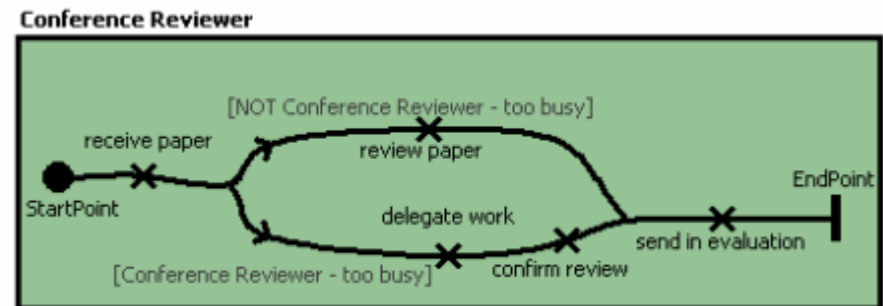 Conference Reviewer
[NOT Conference Reviewer - too busy]
receive paper
review paper
EndPoint
StartPoint
delegate work
send in evaluation
[Conference Reviewer - too busy]
confirm review